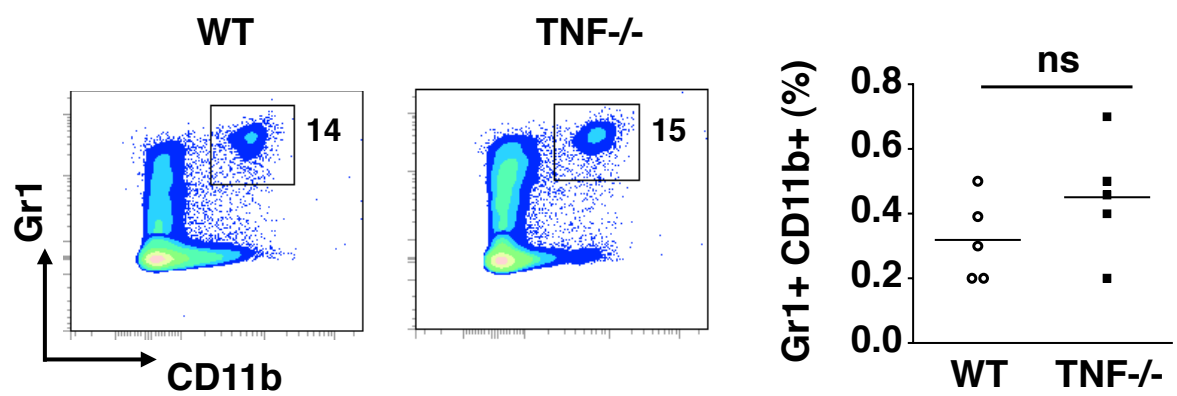 WT
TNF-/-
14
15
Gr1
CD11b
ns
Gr1+ CD11b+ (%)
0.8
0.6
0.4
0.2
0.0
WT
TNF-/-